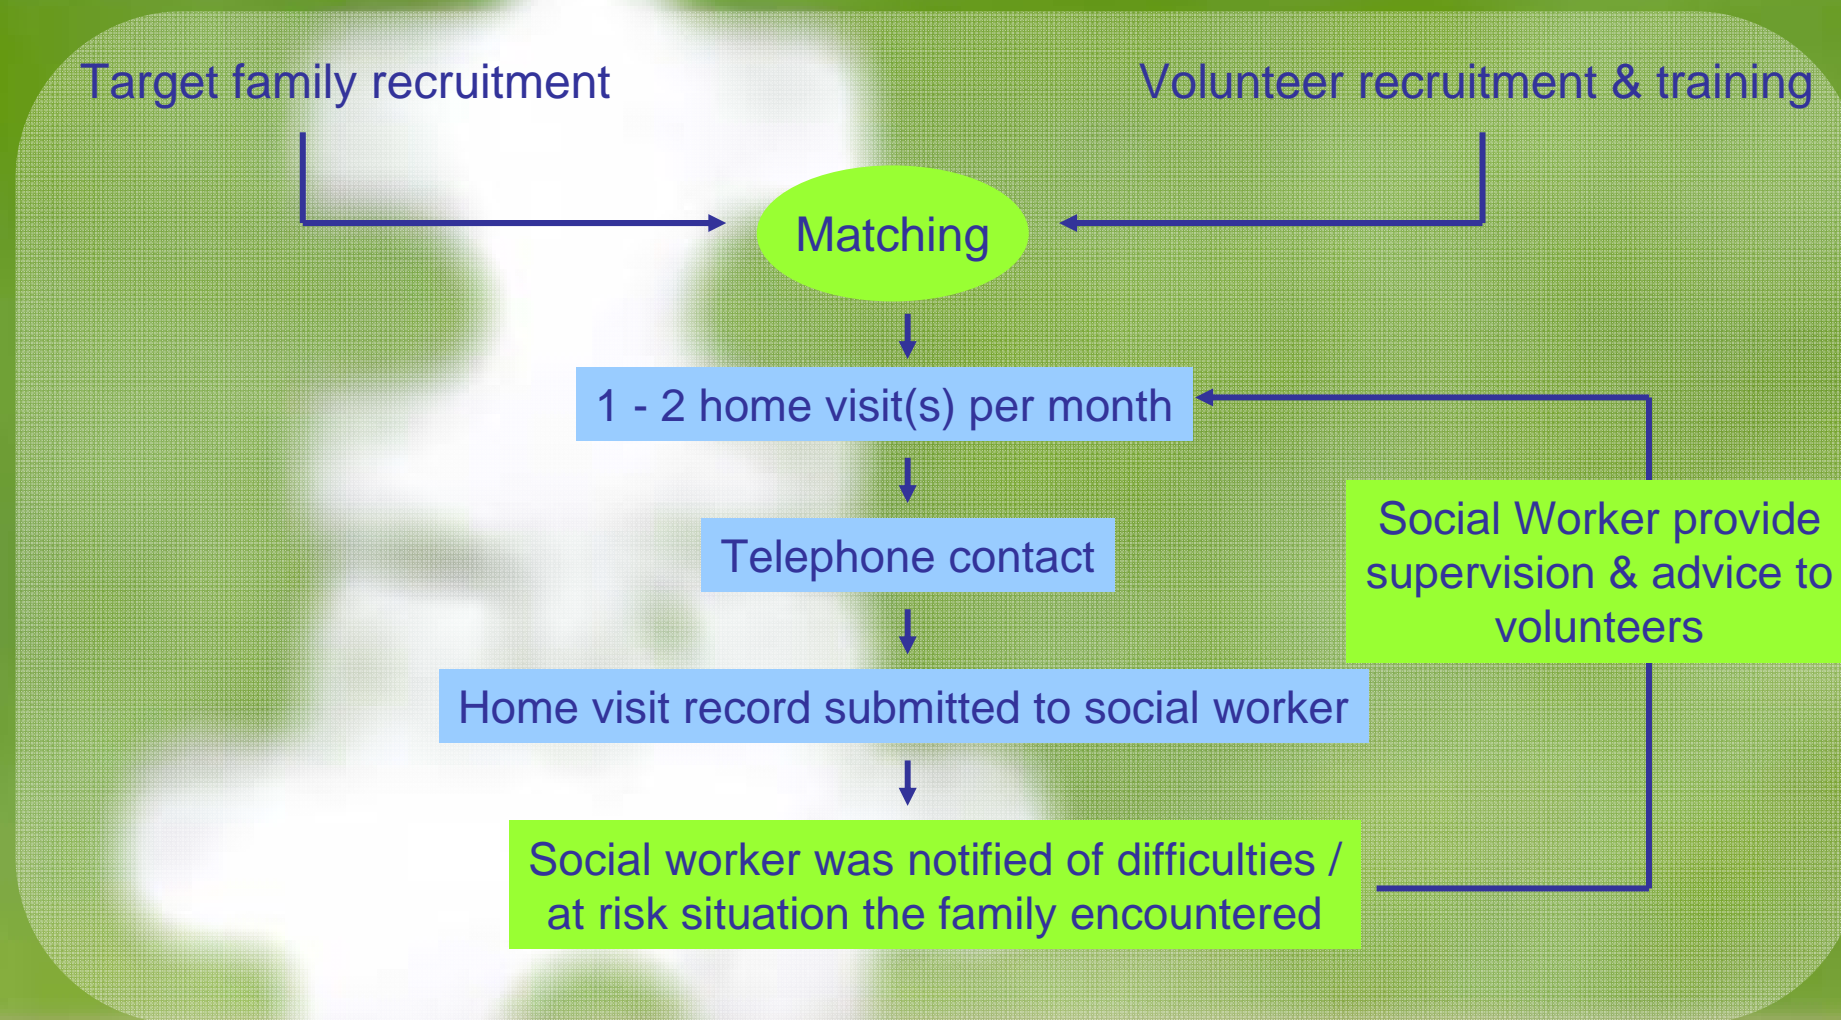 Target family recruitment
Volunteer recruitment & training
Matching
1 - 2 home visit(s) per month
Telephone contact
Social Worker provide
supervision & advice to
volunteers
Home visit record submitted to social worker
Social worker was notified of difficulties /
at risk situation the family encountered